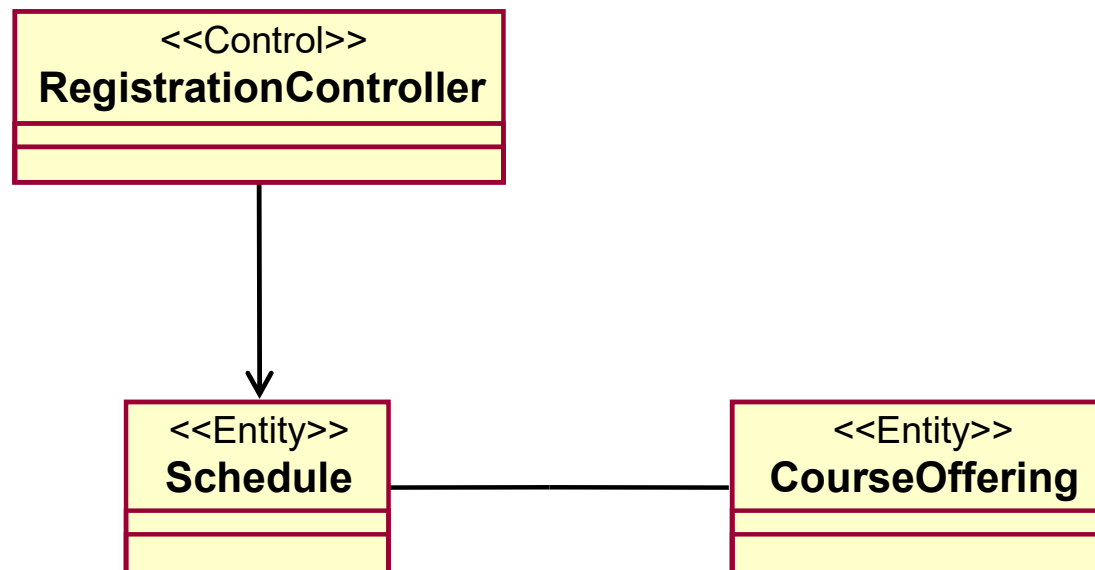 <<Control>>
RegistrationController
<<Entity>>
Schedule
<<Entity>>
CourseOffering